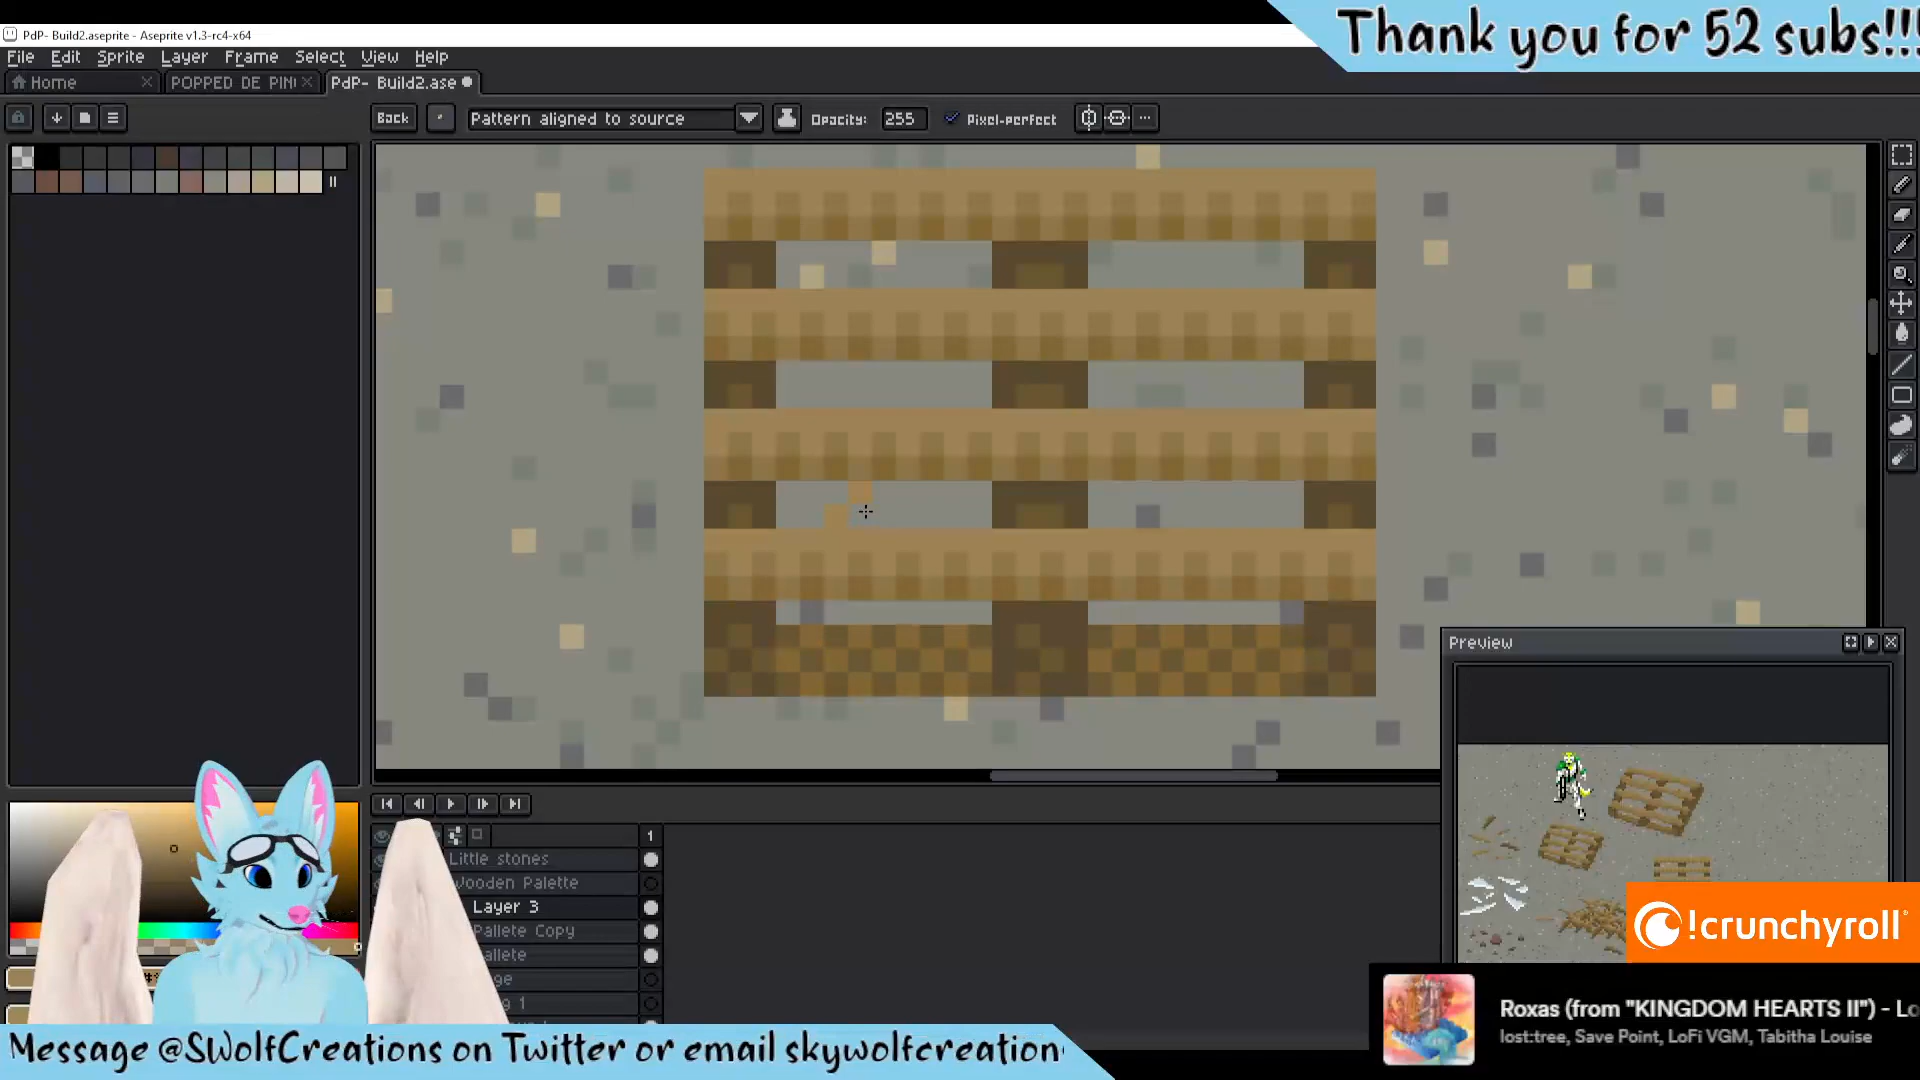 PdP- Build2.aseprite - Aseprite v1.3-rc4-x64
Thank you for 52 subs!!!
File Edit Sprite Layer Select Frame View Help
Home POPPED DE PIN PdP- Build2.ase
Back Pattern aligned to source Opacity: 255 Pixel-perfect
Preview
1
Little stones
Wooden Palette
Layer 3
Pallete Copy
allete
ge
g 1
!crunchyroll
Roxas (from "KINGDOM HEARTS II") - Lo
lost:tree, Save Point, LoFi VGM, Tabitha Louise
Message @SWolfCreations on Twitter or email skywolfcreation